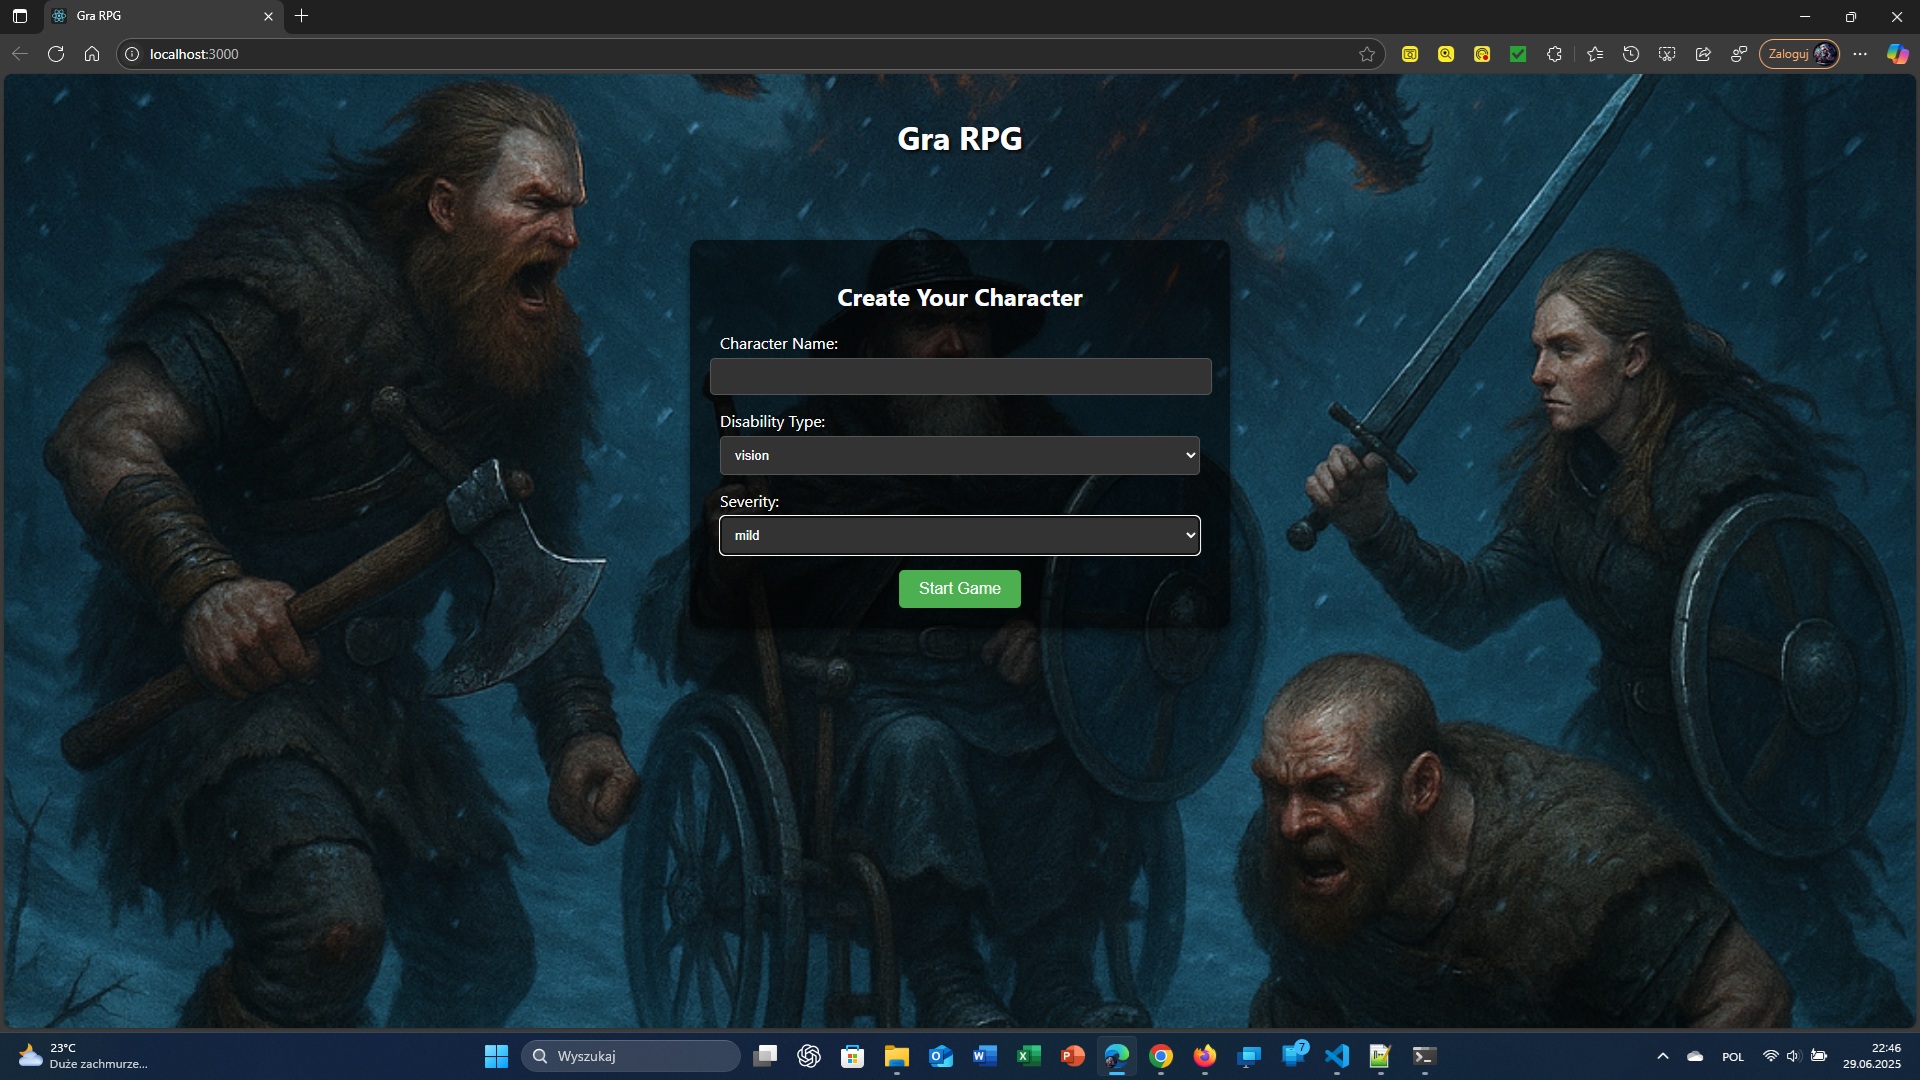 Gra RPG
localhost:3000
Zaloguj
Gra RPG
Create Your Character
Character Name:
Disability Type:
vision
Severity:
mild
Start Game
23°C
Duże zachmurze...
Wyszukaj
7
POL
22:46
29.06.2025